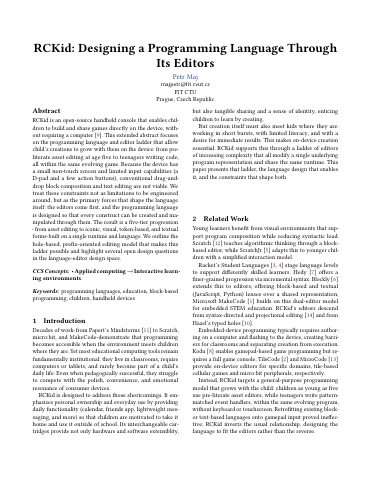 RCKid: Designing a Programming Language Through
Its Editors
Petr Maj
majpetr@fit.cvut.cz
FIT CTU
Prague, Czech Republic
Abstract
RCKid is an open-source handheld console that enables chil-
dren to build and share games directly on the device, with-
out requiring a computer [9]. This extended abstract focuses
on the programming language and editor ladder that allow
child's creations to grow with them on the device: from pre-
literate asset editing at age five to teenagers writing code,
all within the same evolving game. Because the device has
a small non-touch screen and limited input capabilities (a
D-pad and a few action buttons), conventional drag-and-
drop block composition and text editing are not viable. We
treat these constraints not as limitations to be engineered
around, but as the primary forces that shape the language
itself: the editors come first, and the programming language
is designed so that every construct can be created and ma-
nipulated through them. The result is a five-tier progression
– from asset editing to iconic, visual, token-based and textual
forms–built on a single runtime and language. We outline the
hole-based, prefix-oriented editing model that makes this
ladder possible and highlight several open design questions
in the language-editor design space.
CCS Concepts: • Applied computing → Interactive learn-
ing environments.
Keywords: programming languages, education, block-based
programming, children, handheld devices
1 Introduction
Decades of work–from Papert's Mindstorms [11] to Scratch,
micro:bit, and MakeCode–demonstrate that programming
becomes accessible when the environment meets children
where they are. Yet most educational computing tools remain
fundamentally institutional: they live in classrooms, require
computers or tablets, and rarely become part of a child's
daily life. Even when pedagogically successful, they struggle
to compete with the polish, convenience, and emotional
resonance of consumer devices.
RCKid is designed to address those shortcomings. It em-
phasizes personal ownership and everyday use by providing
daily functionality (calendar, friends app, lightweight mes-
saging, and more) so that children are motivated to take it
home and use it outside of school. Its interchangeable car-
tridges provide not only hardware and software extensiblity,
but also tangible sharing and a sense of identity, enticing
children to learn by creating.
But creation itself must also meet kids where they are:
working in short bursts, with limited literacy, and with a
desire for immediate results. This makes on-device creation
essential. RCKid supports this through a ladder of editors
of increasing complexity that all modify a single underlying
program representation and share the same runtime. This
paper presents that ladder, the language design that enables
it, and the constraints that shape both.
2 Related Work
Young learners benefit from visual environments that sup-
port program composition while reducing syntactic load.
Scratch [12] teaches algorithmic thinking through a block-
based editor, while ScratchJr [5] adapts this to younger chil-
dren with a simplified interaction model.
Racket's Student Languages [3, 4] stage language levels
to support differently skilled learners. Hedy [7] offers a
finer-grained progression via incremental syntax. Blockly [6]
extends this to editors, offering block-based and textual
(JavaScript, Python) lenses over a shared representation;
Microsoft MakeCode [1] builds on this dual-editor model
for embedded STEM education. RCKid's editors descend
from syntax-directed and projectional editing [14] and from
Hazel's typed holes [10].
Embedded-device programming typically requires author-
ing on a computer and flashing to the device, creating barri-
ers for classrooms and separating creation from execution.
Kodu [8] enables gamepad-based game programming but re-
quires a full game console. TileCode [2] and MicroCode [13]
provide on-device editors for specific domains, tile-based
cellular games and micro bit peripherals, respectively.
Instead, RCKid targets a general-purpose programming
model that grows with the child: children as young as five
use pre-literate asset editors, while teenagers write pattern-
matched event handlers, within the same evolving program,
without keyboard or touchscreen. Retrofitting existing block-
or text-based languages onto gamepad input proved ineffec-
tive; RCKid inverts the usual relationship, designing the
language to fit the editors rather than the reverse.